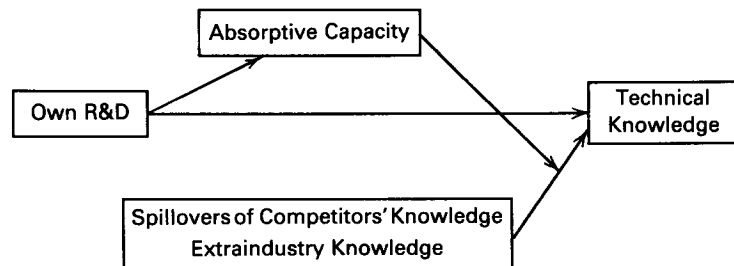 Absorptive Capacity
Own R&D
Technical
Knowledge
Spillovers of Competitors' Knowledge
Extraindustry Knowledge